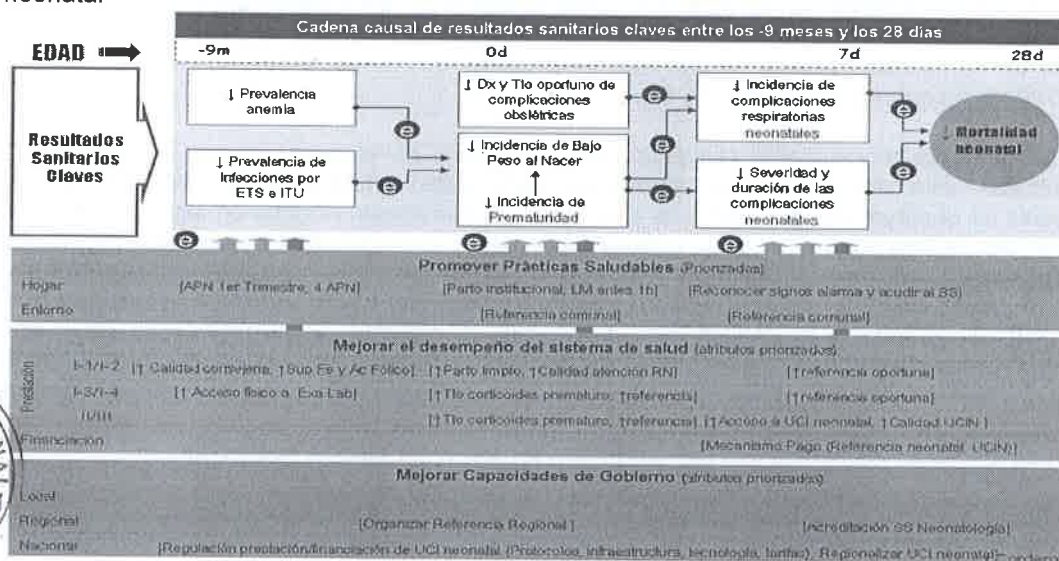 neonatal
Cadena causal de resultados sanitarios claves entre los -9 meses y los 28 días
EDAD
-9m 0d 7d 28d
Resultados
Sanitarios
Claves
↓ Prevalencia
anemia
↓ Prevalencia de
Infecciones por
ETS e ITU
↓ Dx y Tto oportuno de
complicaciones
obstétricas
↓ Incidencia de Bajo
Peso al Nacer
↓ Incidencia de
Prematuridad
↓ Incidencia de
complicaciones
respiratorias
neonatales
↓ Severidad y
duración de las
complicaciones
neonatales
↓ Mortalidad
neonatal
e e e e e e e e
e e e
Promover Prácticas Saludables (Priorizados)
Hogar [APN 1er Trimestre, 4 APN] [Parto institucional, LM antes 1h] [Reconocer signos alarma y acudir al SS]
Entorno [Referencia comunal] [Referencia comunal]
Mejorar el desempeño del sistema de salud (atributos priorizados)
Prestación
I-1/I-2 [↑ Calidad consejería, ↑Sup Fe y Ac Fólico] [↑Parto limpio, ↑Calidad atención RN] [↑referencia oportuna]
I-3/I-4 [↑ Acceso físico a Exa Lab] [↑Tto corticoides prematuro, ↑referencia] [↑referencia oportuna]
II/III [↑Tto corticoides prematuro, ↑referencia] [↑Acceso a UCI neonatal, ↑ Calidad UCIN]
Financiación [Mecanismo Pago (Referencia neonatal, UCIN)]
Mejorar Capacidades de Gobierno (atributos priorizados)
Local
Regional [Organizar Referencia Regional] [Acreditación SS Neonatología]
Nacional [Regulación prestación/financiación de UCI neonatal (Protocolos, infraestructura, tecnología, tarifas), Regionalizar UCI neonatal]